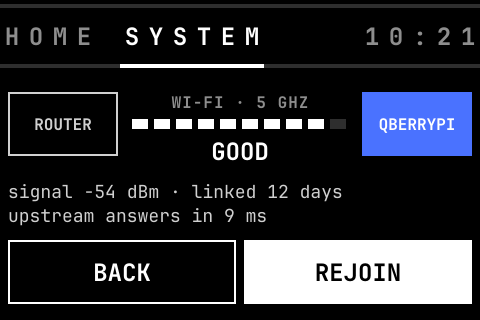 HOME SYSTEM 10:21
WI-FI · 5 GHZ
ROUTER
QBERRYPI
GOOD
signal -54 dBm · linked 12 days
upstream answers in 9 ms
BACK
REJOIN